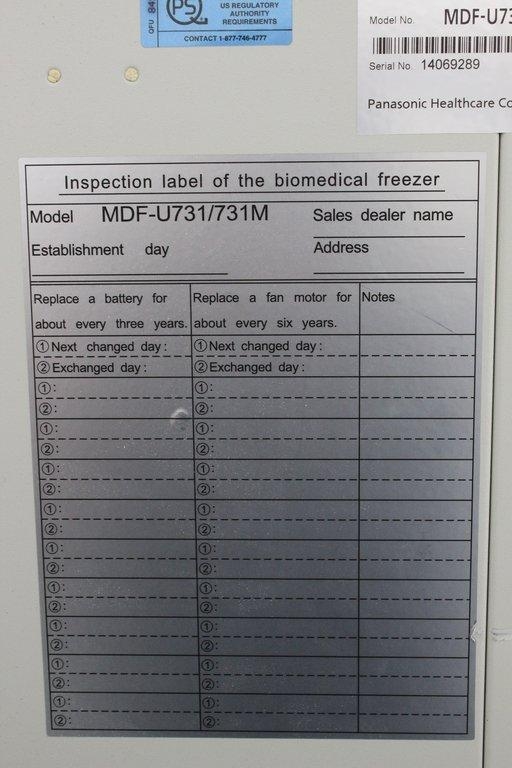 QFU
PS
US REGULATORY
AUTHORITY
REQUIREMENTS
CONTACT 1-877-746-4777
Model No. MDF-U73
Serial No. 14069289
Panasonic Healthcare Co
Inspection label of the biomedical freezer
Model MDF-U731/731M
Sales dealer name
Establishment day
Address
Replace a battery for about every three years.
Replace a fan motor for about every six years.
Notes
①Next changed day: ①Next changed day:
②Exchanged day: ②Exchanged day:
①: ①:
②: ②:
①: ①:
②: ②:
①: ①:
②: ②:
①: ①:
②: ②:
①: ①:
②: ②:
①: ①:
②: ②:
①: ①:
②: ②:
①: ①:
②: ②:
①: ①:
②: ②: